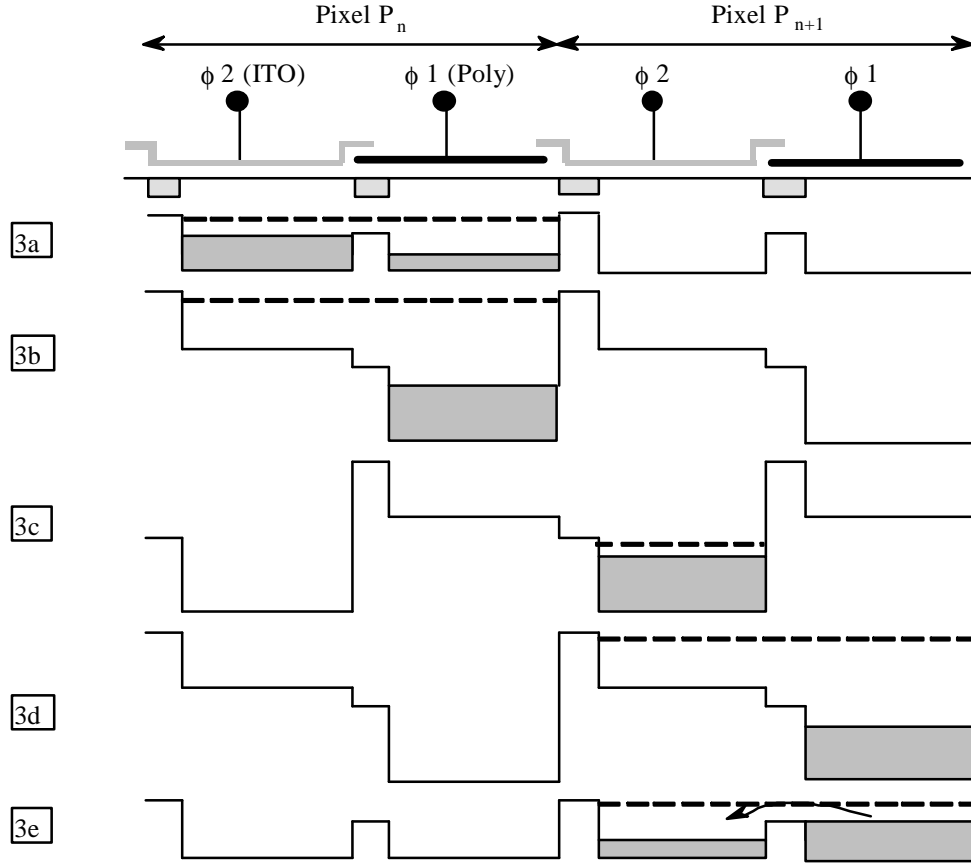 Pixel P n
Pixel P n+1
ϕ 2 (ITO)
ϕ 1 (Poly)
ϕ 2
ϕ 1
3a
3b
3c
3d
3e